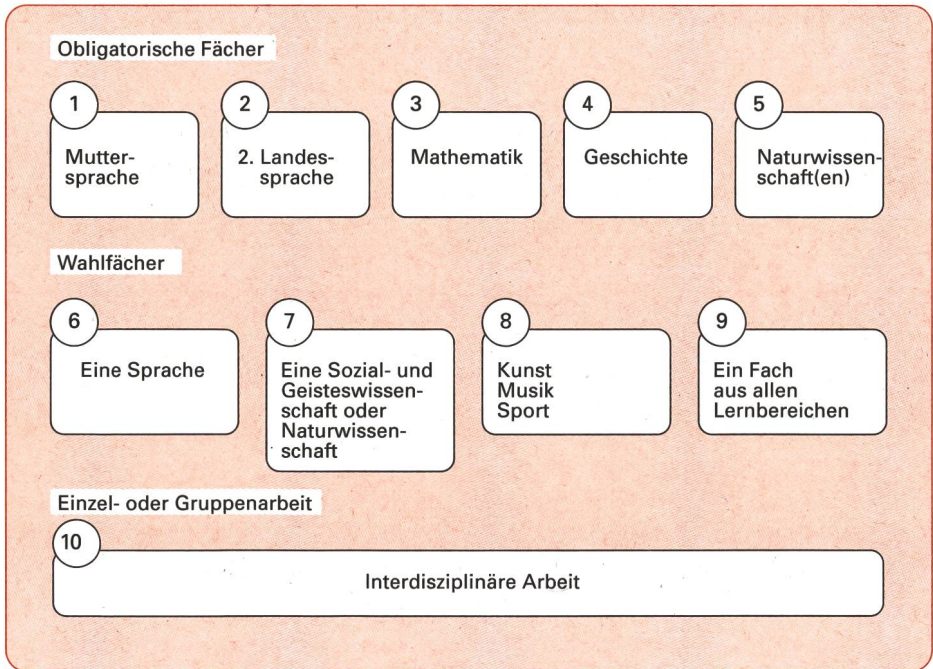 Obligatorische Fächer
1
Mutter-
sprache
2
2. Landes-
sprache
3
Mathematik
4
Geschichte
5
Naturwissen-
schaft(en)
Wahlfächer
6
Eine Sprache
7
Eine Sozial- und
Geisteswissen-
schaft oder
Naturwissen-
schaft
8
Kunst
Musik
Sport
9
Ein Fach
aus allen
Lernbereichen
Einzel- oder Gruppenarbeit
10
Interdisziplinäre Arbeit